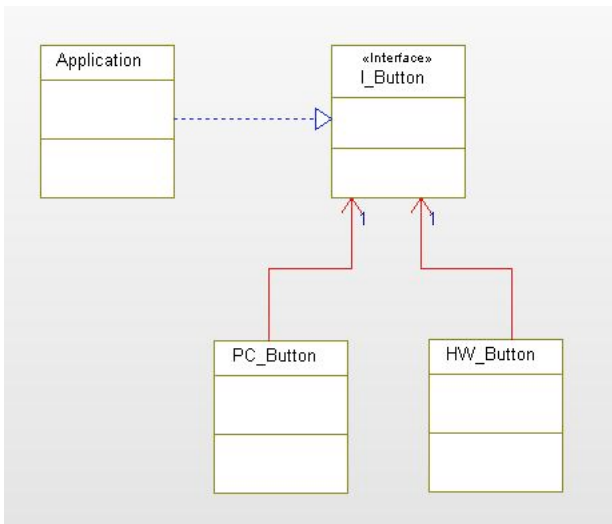 Application
«Interface»
I_Button
1
1
PC_Button
HW_Button